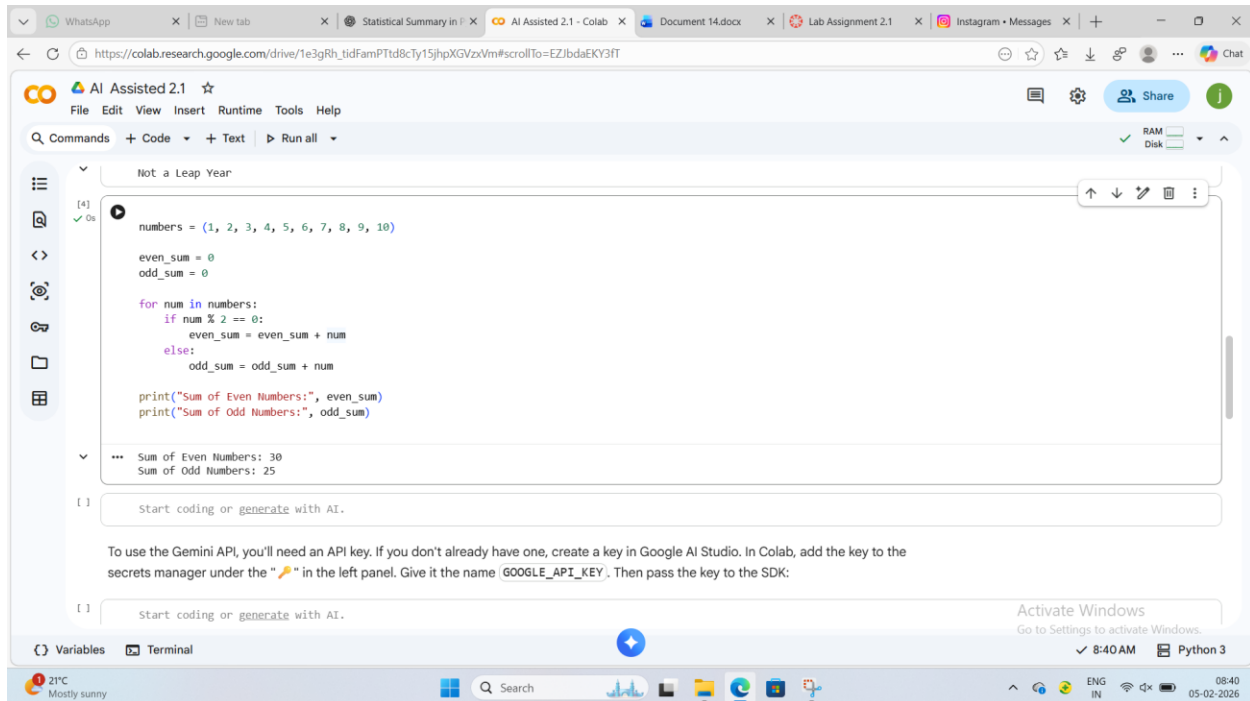 WhatsApp
New tab
Statistical Summary in P
AI Assisted 2.1 - Colab
Document 14.docx
Lab Assignment 2.1
Instagram • Messages
https://colab.research.google.com/drive/1e3gRh_tidFamPTtd8cTy15jhpXGVzxVm#scrollTo=EZJbdaEKY3fT
Chat
AI Assisted 2.1
File Edit View Insert Runtime Tools Help
Share
j
Commands + Code + Text Run all
RAM
Disk
Not a Leap Year
[4]
0s
numbers = (1, 2, 3, 4, 5, 6, 7, 8, 9, 10)
even_sum = 0
odd_sum = 0
for num in numbers:
if num % 2 == 0:
even_sum = even_sum + num
else:
odd_sum = odd_sum + num
print("Sum of Even Numbers:", even_sum)
print("Sum of Odd Numbers:", odd_sum)
Sum of Even Numbers: 30
Sum of Odd Numbers: 25
[ ]
Start coding or generate with AI.
To use the Gemini API, you'll need an API key. If you don't already have one, create a key in Google AI Studio. In Colab, add the key to the
secrets manager under the "🔑" in the left panel. Give it the name GOOGLE_API_KEY. Then pass the key to the SDK:
[ ]
Start coding or generate with AI.
Activate Windows
Go to Settings to activate Windows.
{} Variables Terminal
8:40 AM Python 3
1
21°C
Mostly sunny
Search
ENG
IN
08:40
05-02-2026